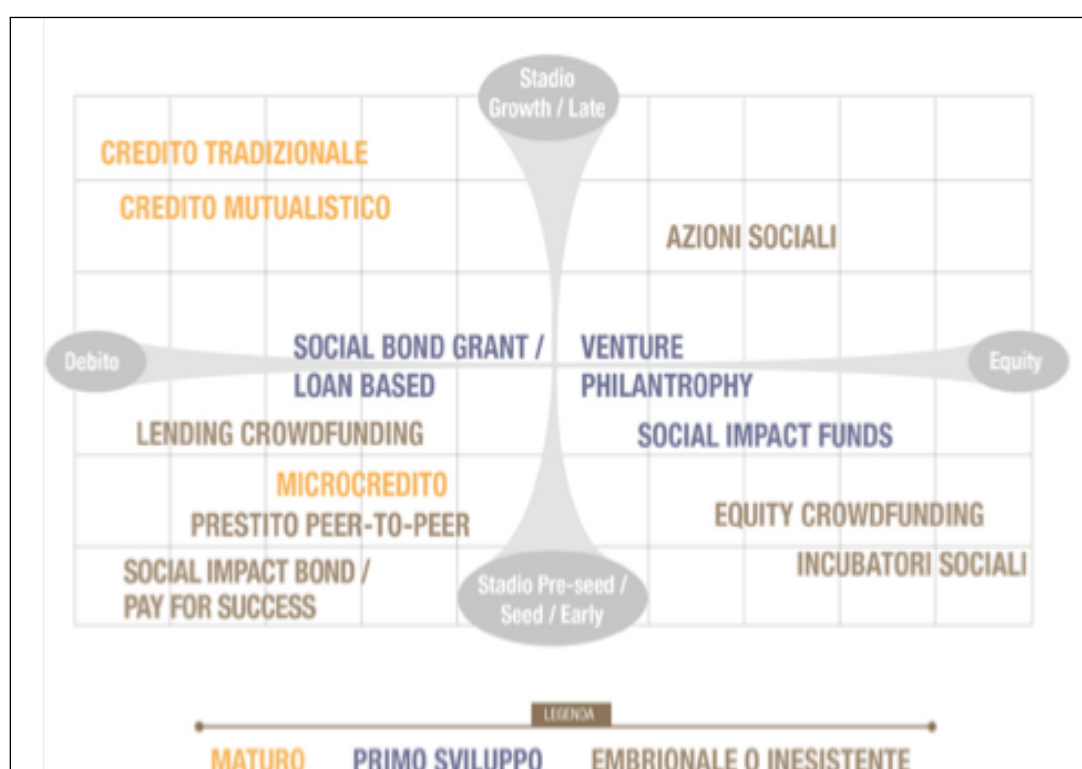 Stadio
Growth / Late
CREDITO TRADIZIONALE
CREDITO MUTUALISTICO
AZIONI SOCIALI
Debito
SOCIAL BOND GRANT /
LOAN BASED
VENTURE
PHILANTROPHY
Equity
LENDING CROWDFUNDING
SOCIAL IMPACT FUNDS
MICROCREDITO
PRESTITO PEER-TO-PEER
EQUITY CROWDFUNDING
SOCIAL IMPACT BOND /
PAY FOR SUCCESS
INCUBATORI SOCIALI
Stadio Pre-seed /
Seed / Early
LEGENDA
MATURO PRIMO SVILUPPO EMBRIONALE O INESISTENTE